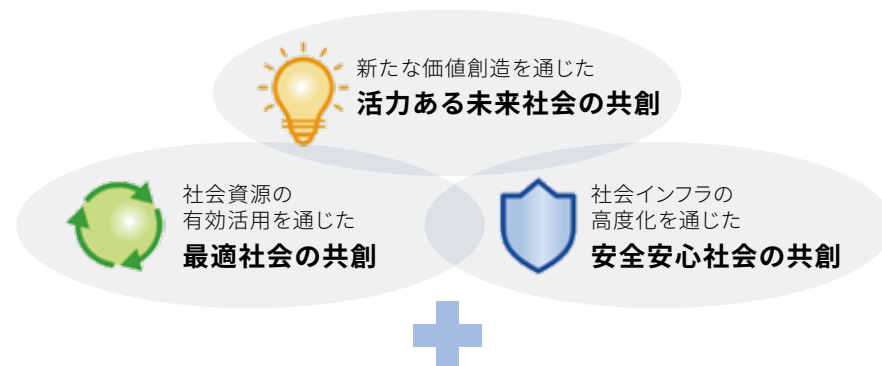 新たな価値創造を通じた
活力ある未来社会の共創
社会資源の
有効活用を通じた
最適社会の共創
社会インフラの
高度化を通じた
安全安心社会の共創